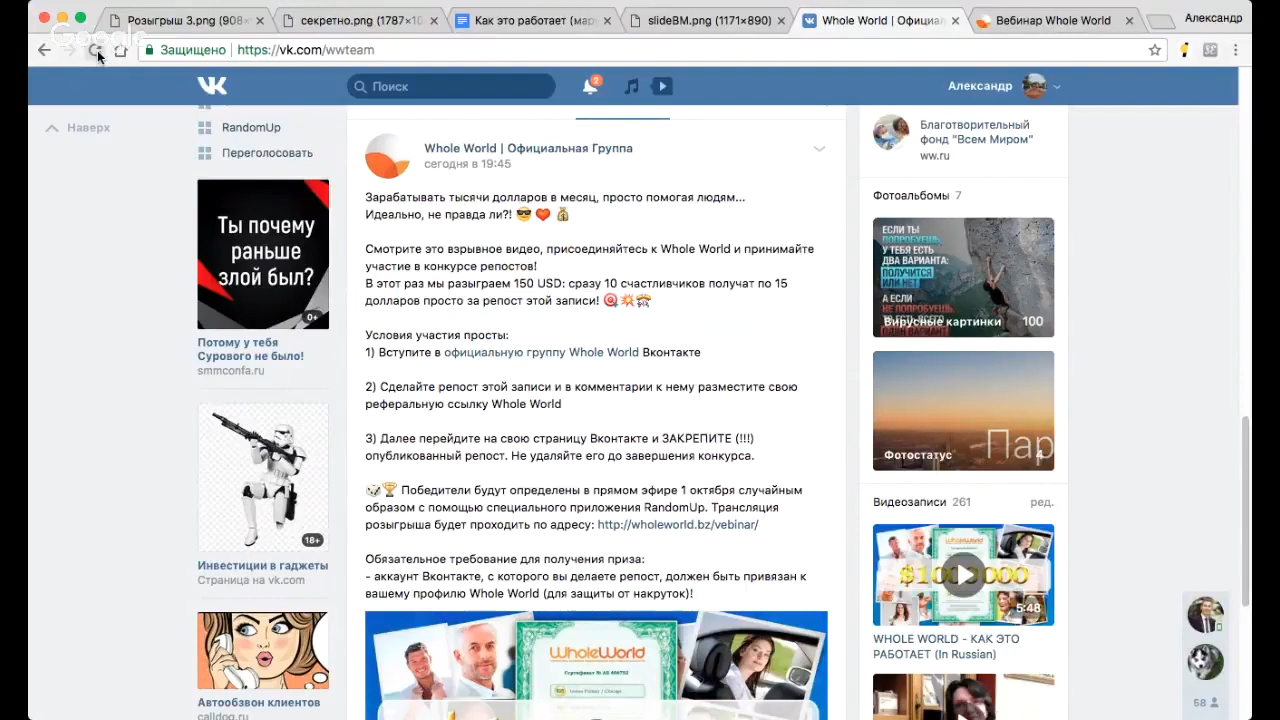 Розыгрыш 3.png (908×
секретно.png (1787×10
Как это работает (мар
slideBM.png (1171×890)
Whole World | Официал
Вебинар Whole World
Александр
Google
Защищено
https://vk.com/wwteam
Поиск
2
Александр
Наверх
RandomUp
Переголосовать
Ты почему
раньше
злой был?
0+
Потому у тебя
Сурового не было!
smmconfa.ru
18+
Инвестиции в гаджеты
Страница на vk.com
Автообзвон клиентов
calldog.ru
Whole World | Официальная Группа
сегодня в 19:45
Зарабатывать тысячи долларов в месяц, просто помогая людям...
Идеально, не правда ли?! 😎 ❤ 💰
Смотрите это взрывное видео, присоединяйтесь к Whole World и принимайте
участие в конкурсе репостов!
В этот раз мы разыграем 150 USD: сразу 10 счастливчиков получат по 15
долларов просто за репост этой записи! 🎯💥🎊
Условия участия просты:
1) Вступите в официальную группу Whole World Вконтакте
2) Сделайте репост этой записи и в комментарии к нему разместите свою
реферальную ссылку Whole World
3) Далее перейдите на свою страницу Вконтакте и ЗАКРЕПИТЕ (!!!)
опубликованный репост. Не удаляйте его до завершения конкурса.
🎲🏆 Победители будут определены в прямом эфире 1 октября случайным
образом с помощью специального приложения RandomUp. Трансляция
розыгрыша будет проходить по адресу: http://wholeworld.bz/vebinar/
Обязательное требование для получения приза:
- аккаунт Вконтакте, с которого вы делаете репост, должен быть привязан к
вашему профилю Whole World (для защиты от накруток)!
WholeWorld
Благотворительный
фонд "Всем Миром"
ww.ru
Фотоальбомы 7
ЕСЛИ ТЫ
ПОПРОБУЕШЬ,
У ТЕБЯ ЕСТЬ
ДВА ВАРИАНТА:
ПОЛУЧИТСЯ
ИЛИ НЕТ.
А ЕСЛИ
НЕ ПОПРОБУЕШЬ,
Вирусные картинки 100
Пар
Фотостатус 4
Видеозаписи 261
ред.
WholeWorld
$1000000
5:48
WHOLE WORLD - КАК ЭТО
РАБОТАЕТ (In Russian)
58